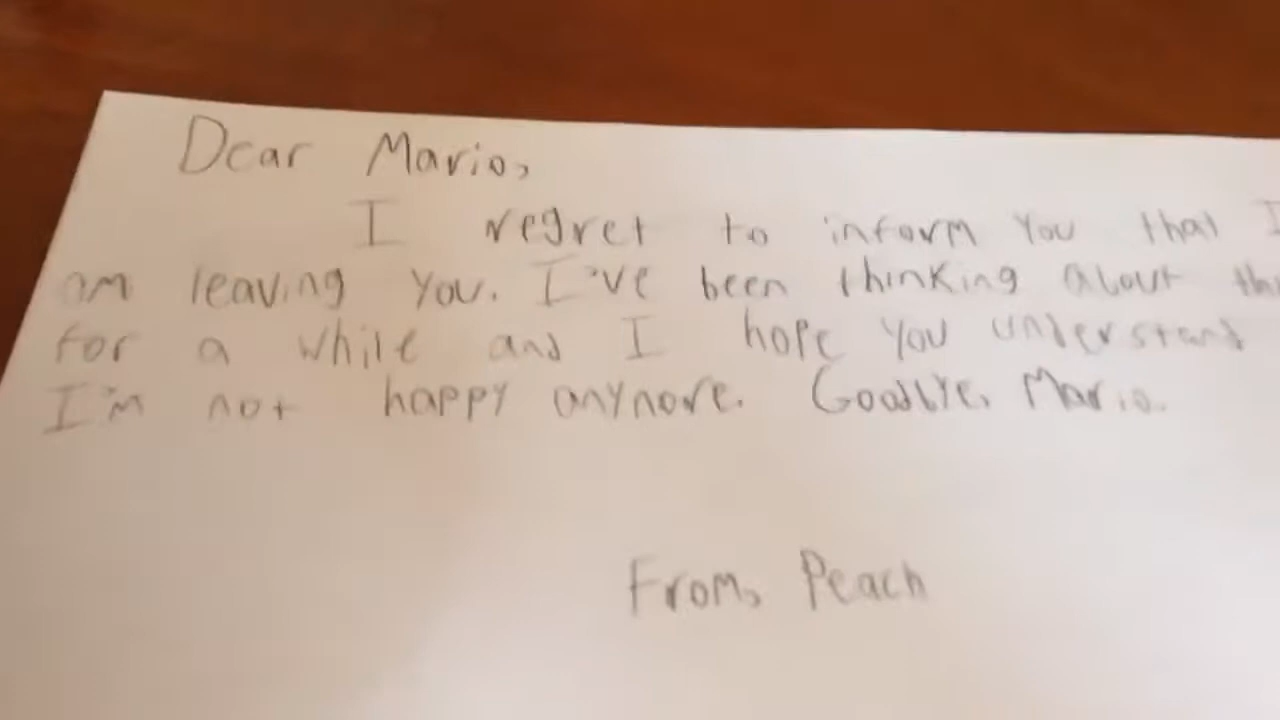 Dear Mario,
I regret to inform you that I
am leaving you. I've been thinking about
for a while and I hope you understand
I'm not happy anymore. Goodbye, Mario.
From, Peach